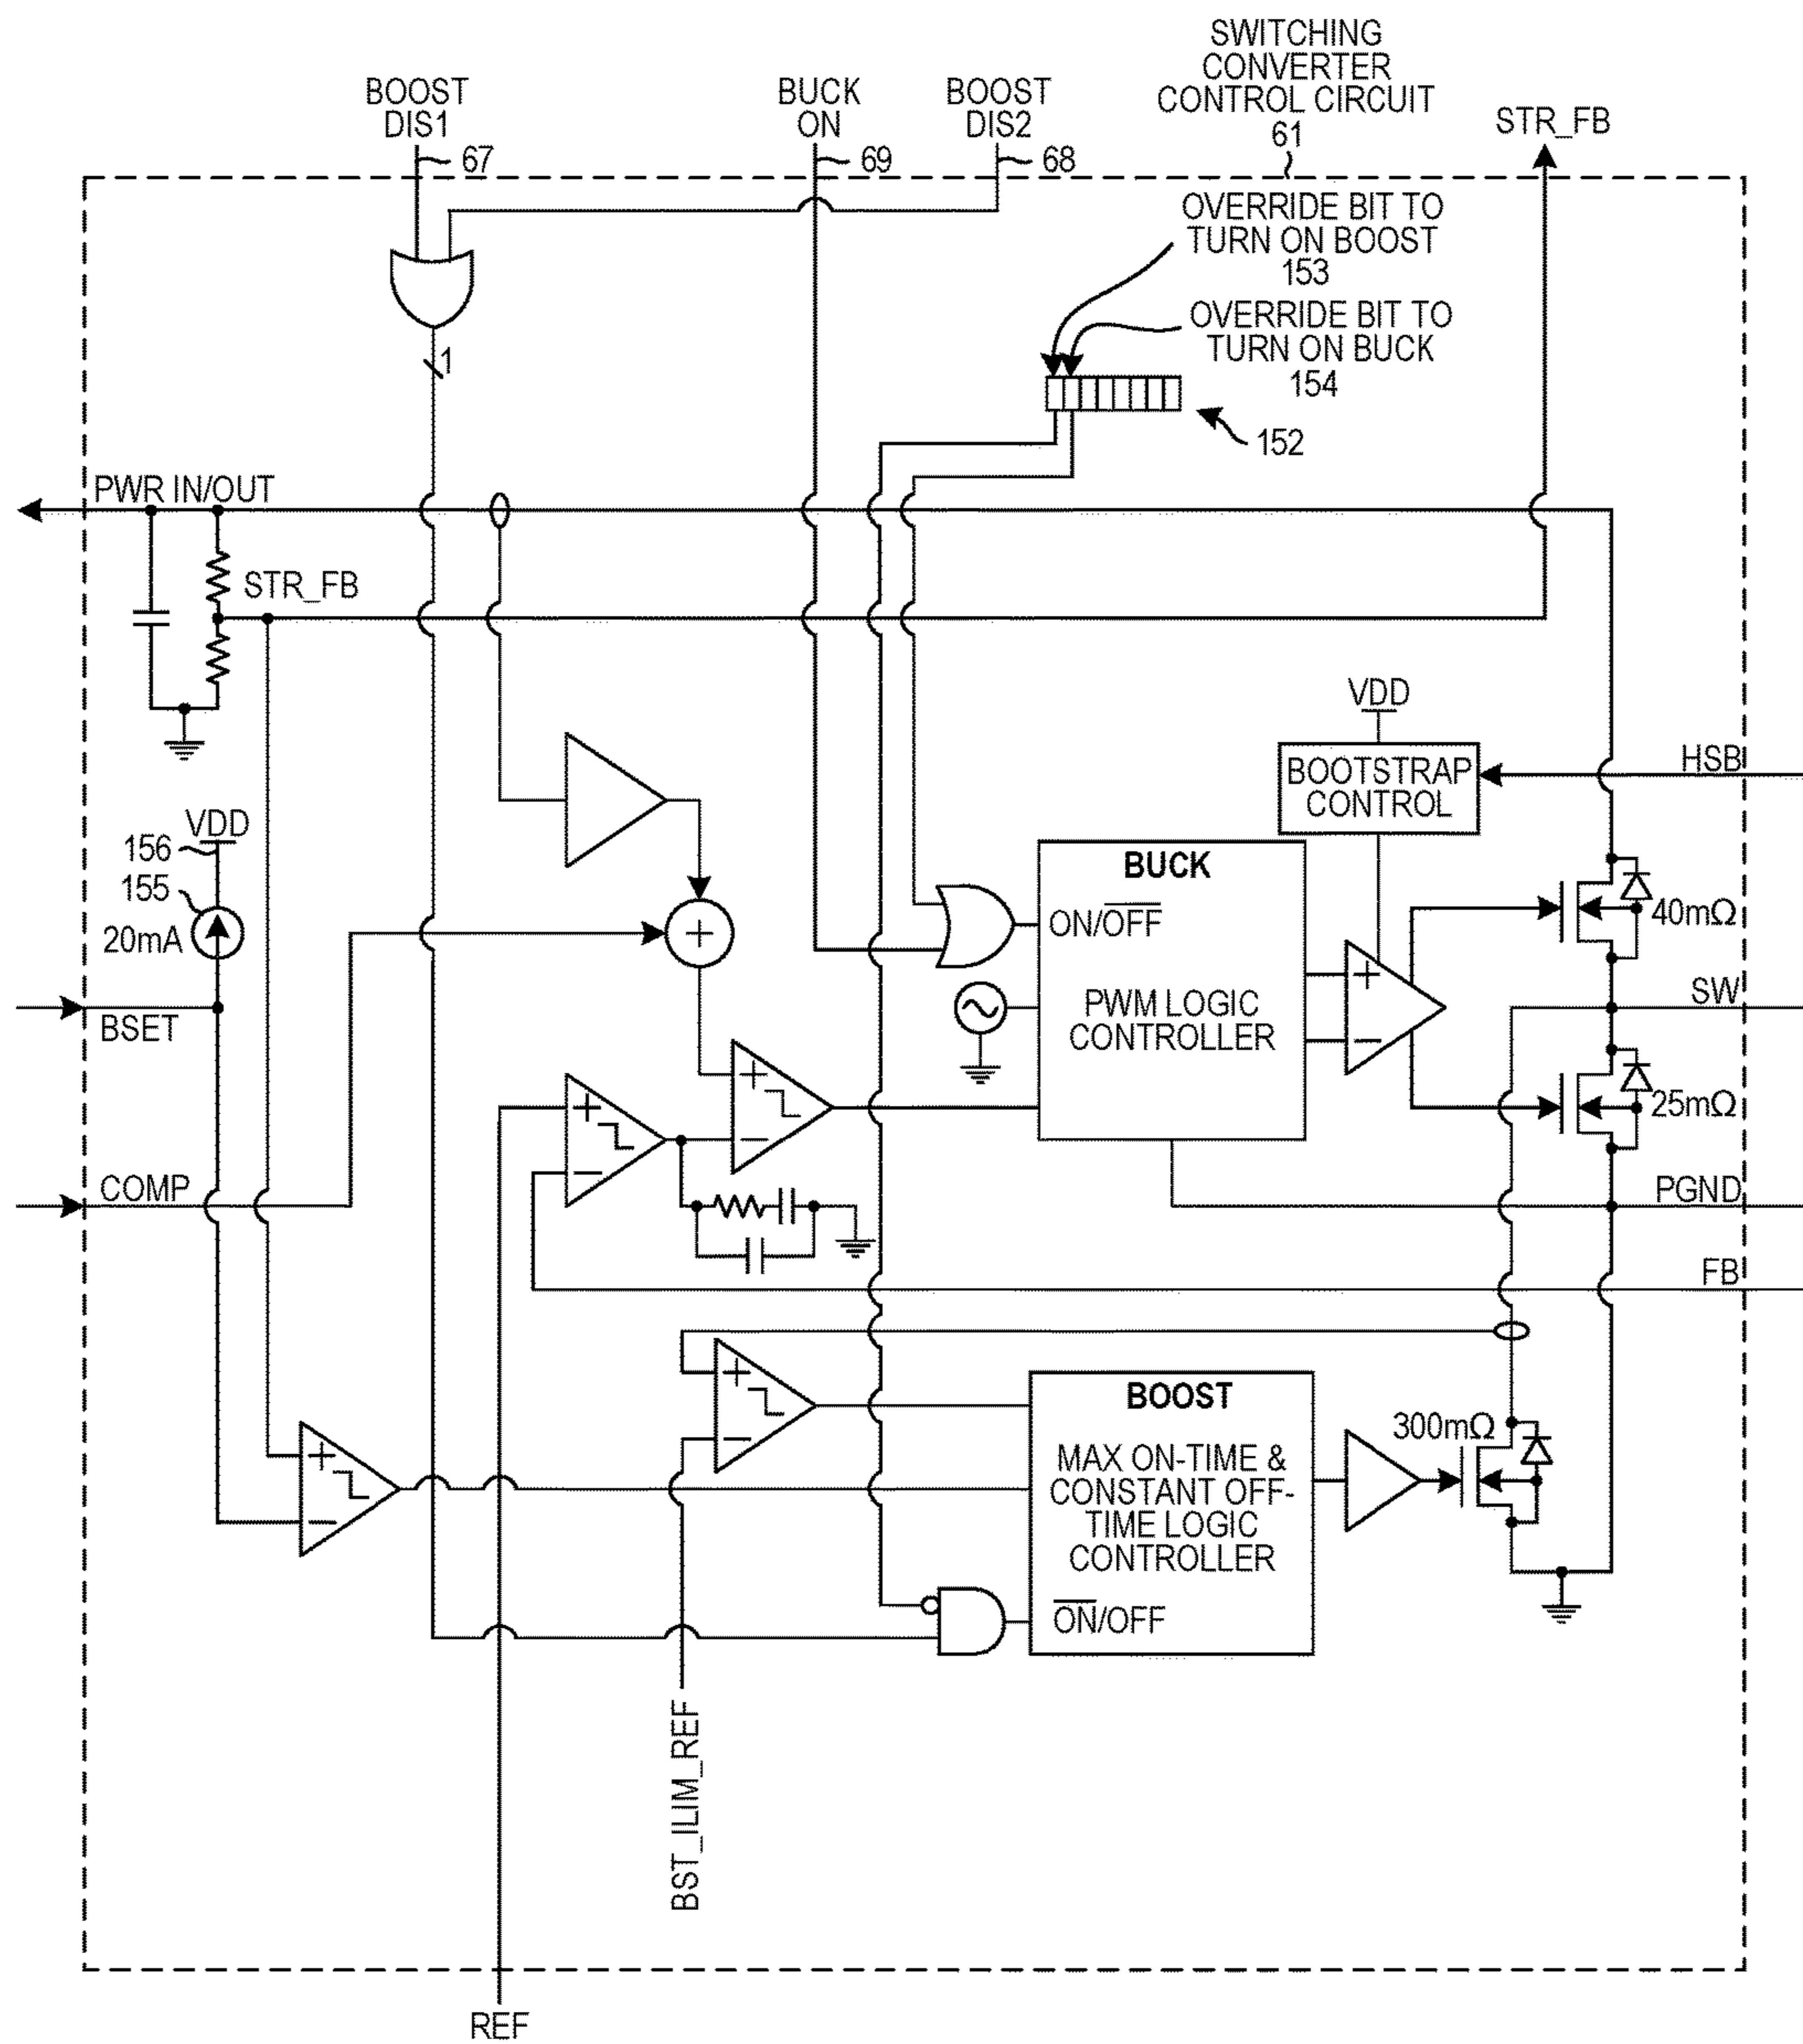 SWITCHING
CONVERTER
CONTROL CIRCUIT
61
BOOST
DIS1
67
BUCK
ON
69
BOOST
DIS2
68
STR_FB
OVERRIDE BIT TO
TURN ON BOOST
153
OVERRIDE BIT TO
TURN ON BUCK
154
152
1
PWR IN/OUT
STR_FB
VDD
BOOTSTRAP
CONTROL
HSB
VDD
156
155
20mA
BSET
COMP
+
BUCK
ON/OFF
PWM LOGIC
CONTROLLER
+
−
40mΩ
SW
25mΩ
PGND
FB
+
−
+
−
+
−
+
−
BOOST
MAX ON-TIME &
CONSTANT OFF-
TIME LOGIC
CONTROLLER
ON/OFF
300mΩ
BST_ILIM_REF
REF